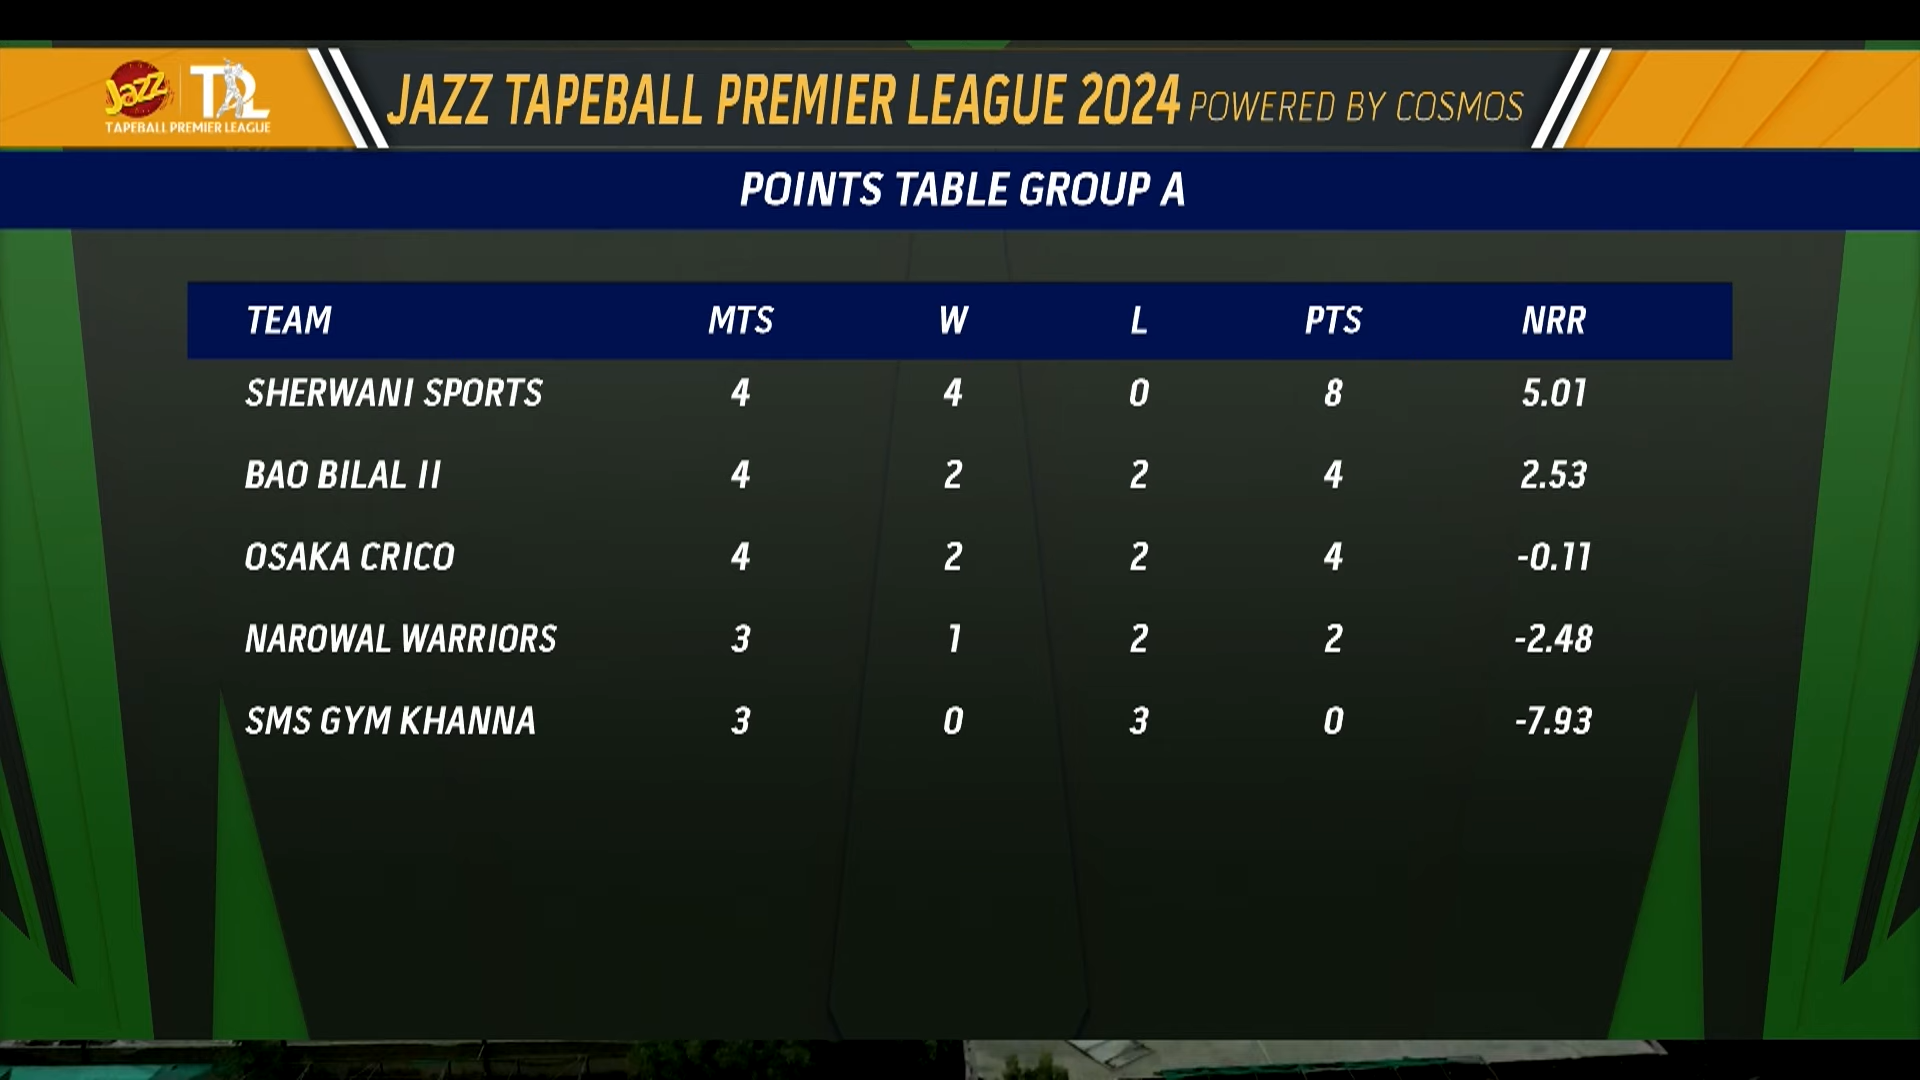 Jazz TPL
TAPEBALL PREMIER LEAGUE
JAZZ TAPEBALL PREMIER LEAGUE 2024 POWERED BY COSMOS
POINTS TABLE GROUP A
TEAM MTS W L PTS NRR
SHERWANI SPORTS 4 4 0 8 5.01
BAO BILAL II 4 2 2 4 2.53
OSAKA CRICO 4 2 2 4 -0.11
NAROWAL WARRIORS 3 1 2 2 -2.48
SMS GYM KHANNA 3 0 3 0 -7.93